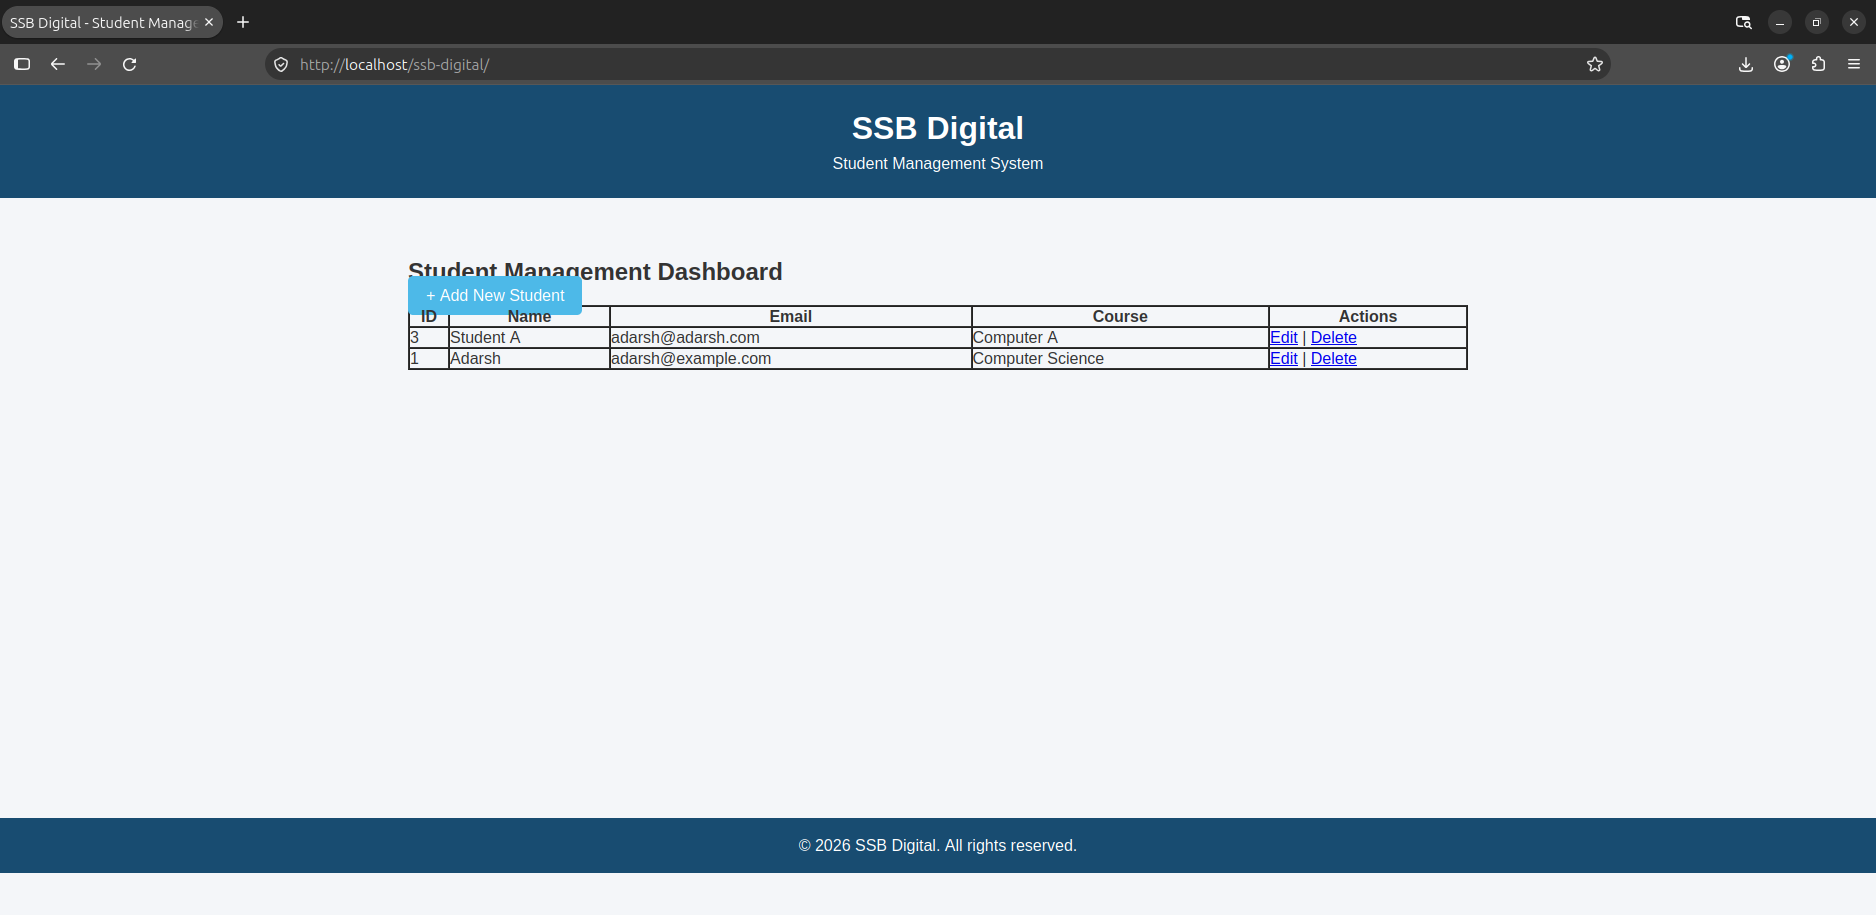 SSB Digital - Student Manage
http://localhost/ssb-digital/
SSB Digital
Student Management System
Student Management Dashboard
+ Add New Student
ID Name Email Course Actions
3 Student A adarsh@adarsh.com Computer A Edit | Delete
1 Adarsh adarsh@example.com Computer Science Edit | Delete
© 2026 SSB Digital. All rights reserved.